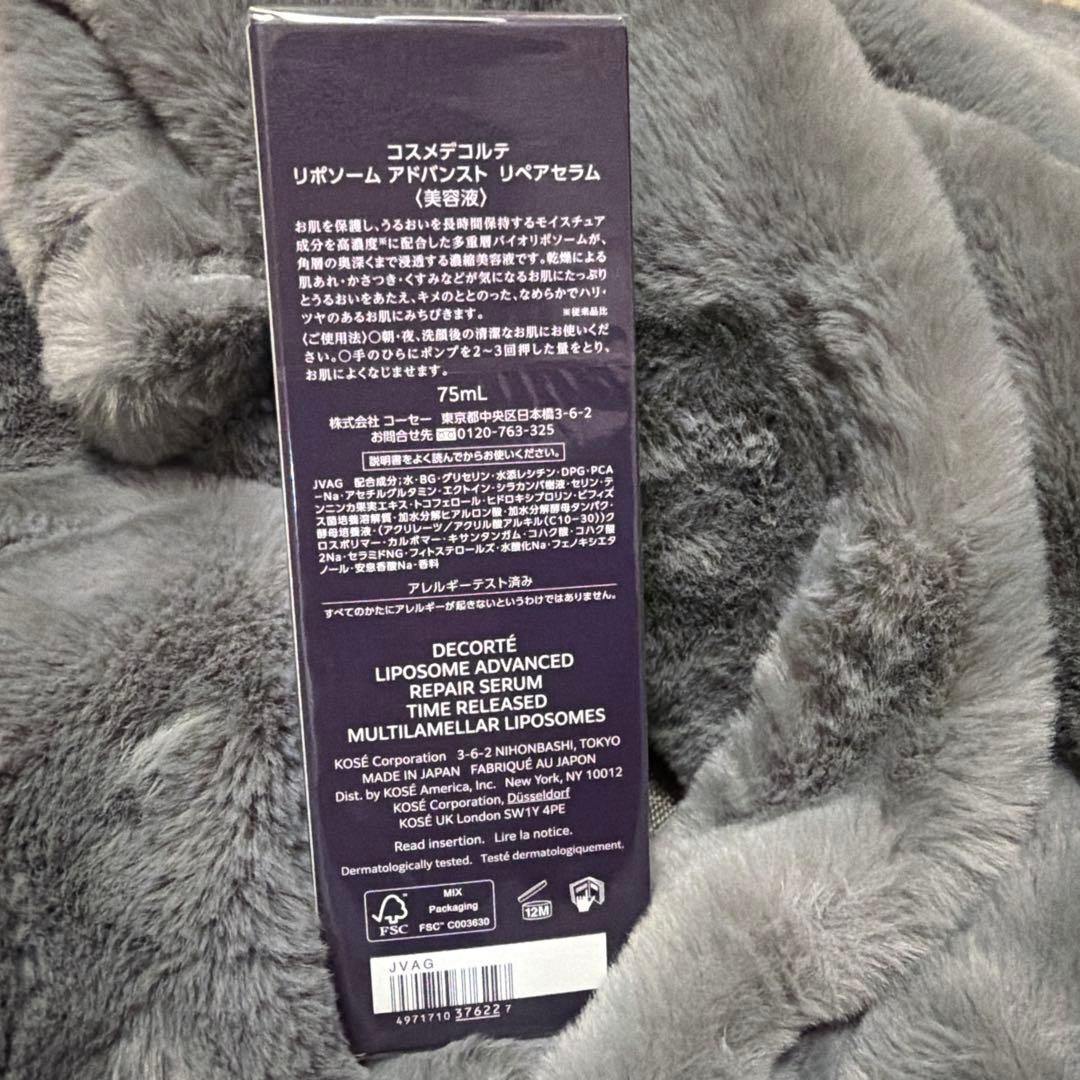 コスメデコルテ
リポソーム アドバンスト リペアセラム
〈美容液〉
お肌を保護し、うるおいを長時間保持するモイスチュア
成分を高濃度※に配合した多重層バイオリポソームが、
角層の奥深くまで浸透する濃縮美容液です。乾燥による
肌あれ・かさつき・くすみなどが気になるお肌にたっぷり
とうるおいをあたえ、キメのととのった、なめらかでハリ・
ツヤのあるお肌にみちびきます。 ※従来品比
〈ご使用法〉○朝・夜、洗顔後の清潔なお肌にお使いくだ
さい。○手のひらにポンプを2～3回押した量をとり、
お肌によくなじませます。
75mL
株式会社 コーセー 東京都中央区日本橋3-6-2
お問合せ先 0120-763-325
説明書をよく読んでからお使いください。
JVAG 配合成分；水・BG・グリセリン・水添レシチン・DPG・PCA
-Na・アセチルグルタミン・エクトイン・シラカンバ樹液・セリン・テ
ンニンカ果実エキス・トコフェロール・ヒドロキシプロリン・ビフィズ
ス菌培養溶解質・加水分解ヒアルロン酸・加水分解酵母タンパク・
酵母培養液・(アクリレーツ／アクリル酸アルキル(C10-30))ク
ロスポリマー・カルボマー・キサンタンガム・コハク酸・コハク酸
2Na・セラミドNG・フィトステロールズ・水酸化Na・フェノキシエタ
ノール・安息香酸Na・香料
アレルギーテスト済み
すべてのかたにアレルギーが起きないというわけではありません。
DECORTÉ
LIPOSOME ADVANCED
REPAIR SERUM
TIME RELEASED
MULTILAMELLAR LIPOSOMES
KOSÉ Corporation 3-6-2 NIHONBASHI, TOKYO
MADE IN JAPAN FABRIQUÉ AU JAPON
Dist. by KOSÉ America, Inc. New York, NY 10012
KOSÉ Corporation, Düsseldorf
KOSÉ UK London SW1Y 4PE
Read insertion. Lire la notice.
Dermatologically tested. Testé dermatologiquement.
FSC
MIX
Packaging
FSC™ C003630
12M
JVAG
4971710 37622 7